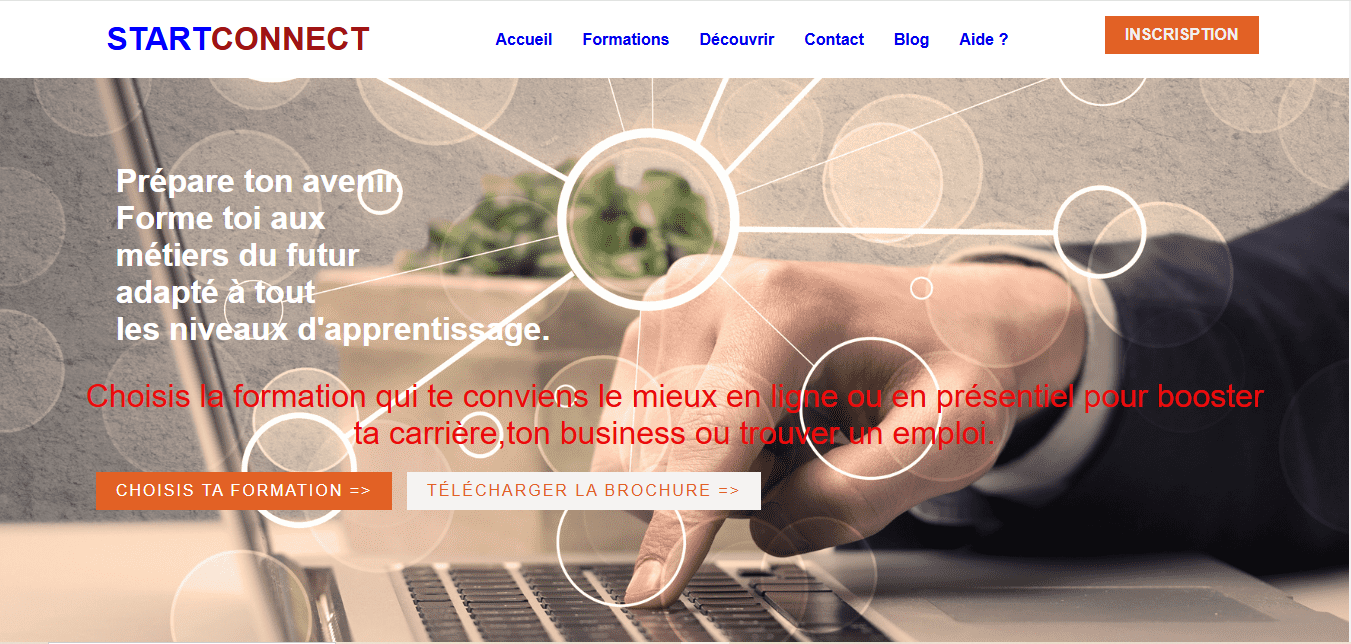 STARTCONNECT
Accueil Formations Découvrir Contact Blog Aide ?
INSCRISPTION
Prépare ton avenir.
Forme toi aux
métiers du futur
adapté à tout
les niveaux d'apprentissage.
Choisis la formation qui te conviens le mieux en ligne ou en présentiel pour booster
ta carrière,ton business ou trouver un emploi.
CHOISIS TA FORMATION =>
TÉLÉCHARGER LA BROCHURE =>